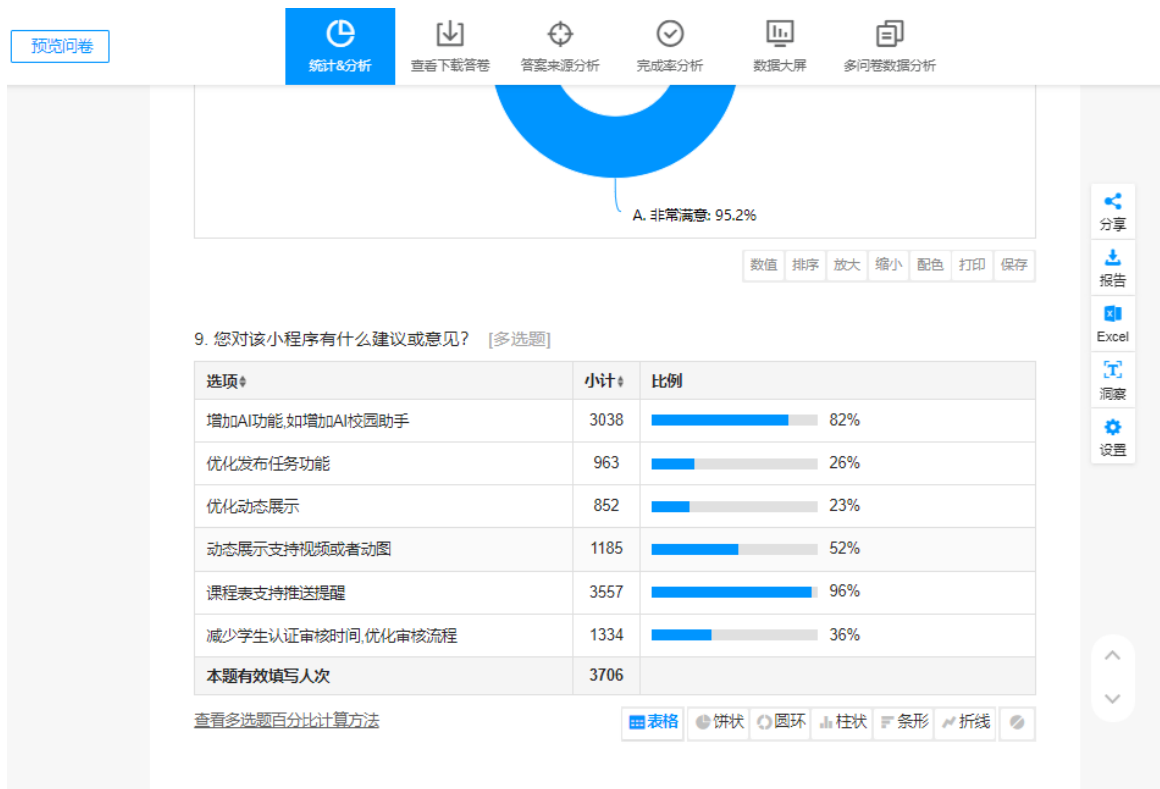 预览问卷
统计&分析
查看下载答卷
答案来源分析
完成率分析
数据大屏
多问卷数据分析
A. 非常满意: 95.2%
数值 排序 放大 缩小 配色 打印 保存
分享
报告
Excel
洞察
设置
9. 您对该小程序有什么建议或意见? [多选题]
选项 小计 比例
增加AI功能,如增加AI校园助手 3038 82%
优化发布任务功能 963 26%
优化动态展示 852 23%
动态展示支持视频或者动图 1185 52%
课程表支持推送提醒 3557 96%
减少学生认证审核时间,优化审核流程 1334 36%
本题有效填写人次 3706
查看多选题百分比计算方法
表格 饼状 圆环 柱状 条形 折线